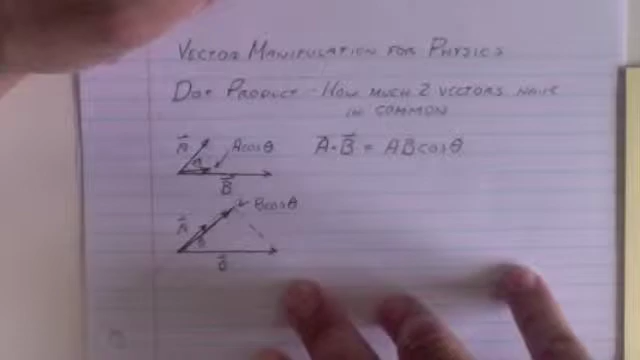 VECTOR MANIPULATION FOR PHYSICS
DOT PRODUCT - HOW MUCH 2 VECTORS HAVE
IN COMMON
A⃗ θ Acosθ
B⃗
A⃗·B⃗ = ABcosθ
Bcosθ
A⃗ θ
B⃗